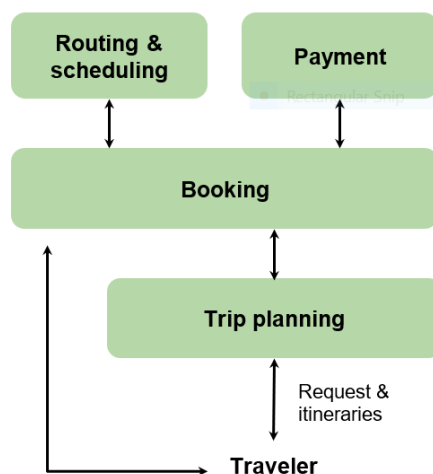 Routing &
scheduling
Payment
Rectangular Snip
Booking
Trip planning
Request &
itineraries
Traveler